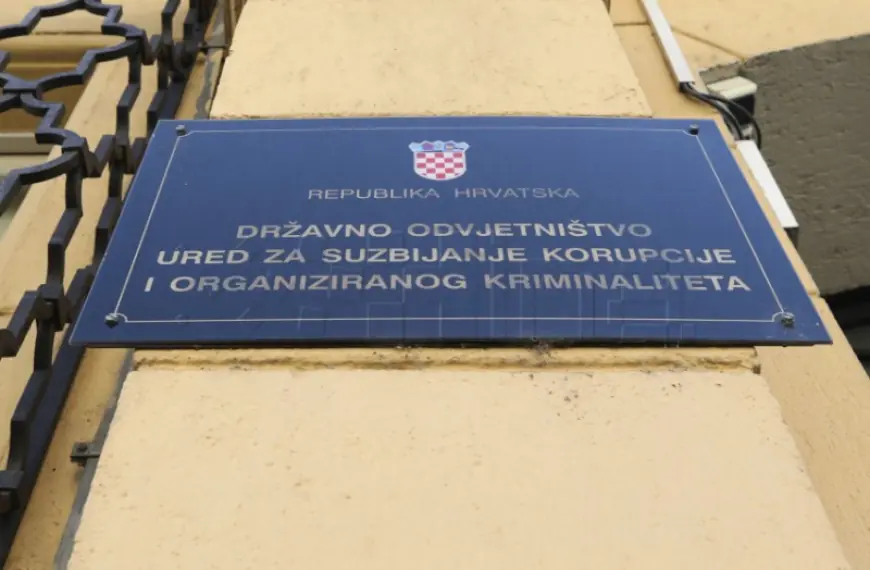 REPUBLIKA HRVATSKA
DRŽAVNO ODVJETNIŠTVO
URED ZA SUZBIJANJE KORUPCIJE
I ORGANIZIRANOG KRIMINALITETA